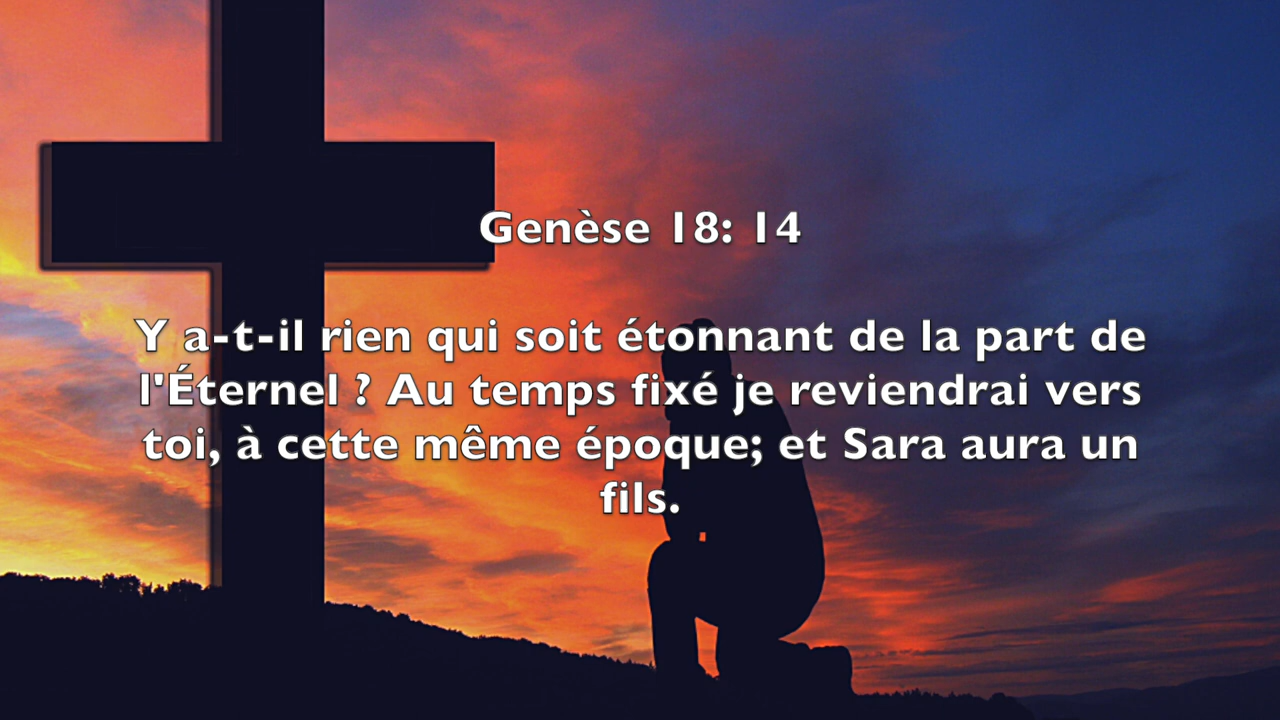 Genèse 18: 14
Y a-t-il rien qui soit étonnant de la part de
l'Éternel ? Au temps fixé je reviendrai vers
toi, à cette même époque; et Sara aura un
fils.